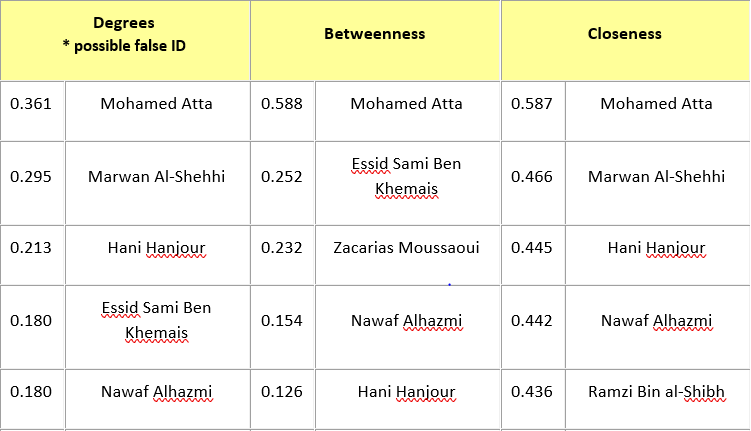 Degrees
* possible false ID
Betweenness
Closeness
0.361 Mohamed Atta 0.588 Mohamed Atta 0.587 Mohamed Atta
0.295 Marwan Al-Shehhi 0.252 Essid Sami Ben
Khemais 0.466 Marwan Al-Shehhi
0.213 Hani Hanjour 0.232 Zacarias Moussaoui 0.445 Hani Hanjour
0.180 Essid Sami Ben
Khemais 0.154 Nawaf Alhazmi 0.442 Nawaf Alhazmi
0.180 Nawaf Alhazmi 0.126 Hani Hanjour 0.436 Ramzi Bin al-Shibh